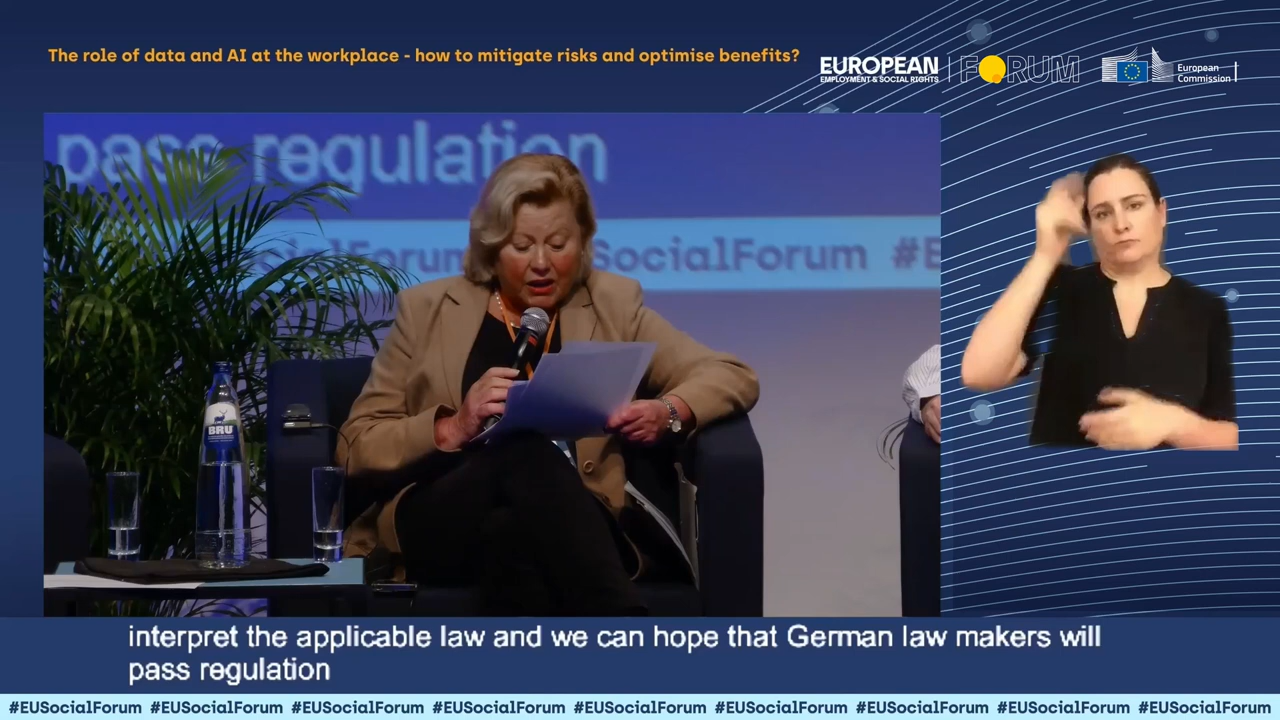 The role of data and AI at the workplace - how to mitigate risks and optimise benefits?
EUROPEAN
EMPLOYMENT & SOCIAL RIGHTS
FORUM
European
Commission
pass regulation
cialForum
SocialForum #E
BRU
interpret the applicable law and we can hope that German law makers will
pass regulation
#EUSocialForum #EUSocialForum #EUSocialForum #EUSocialForum #EUSocialForum #EUSocialForum #EUSocialForum #EUSocialForum #EUSocialForum